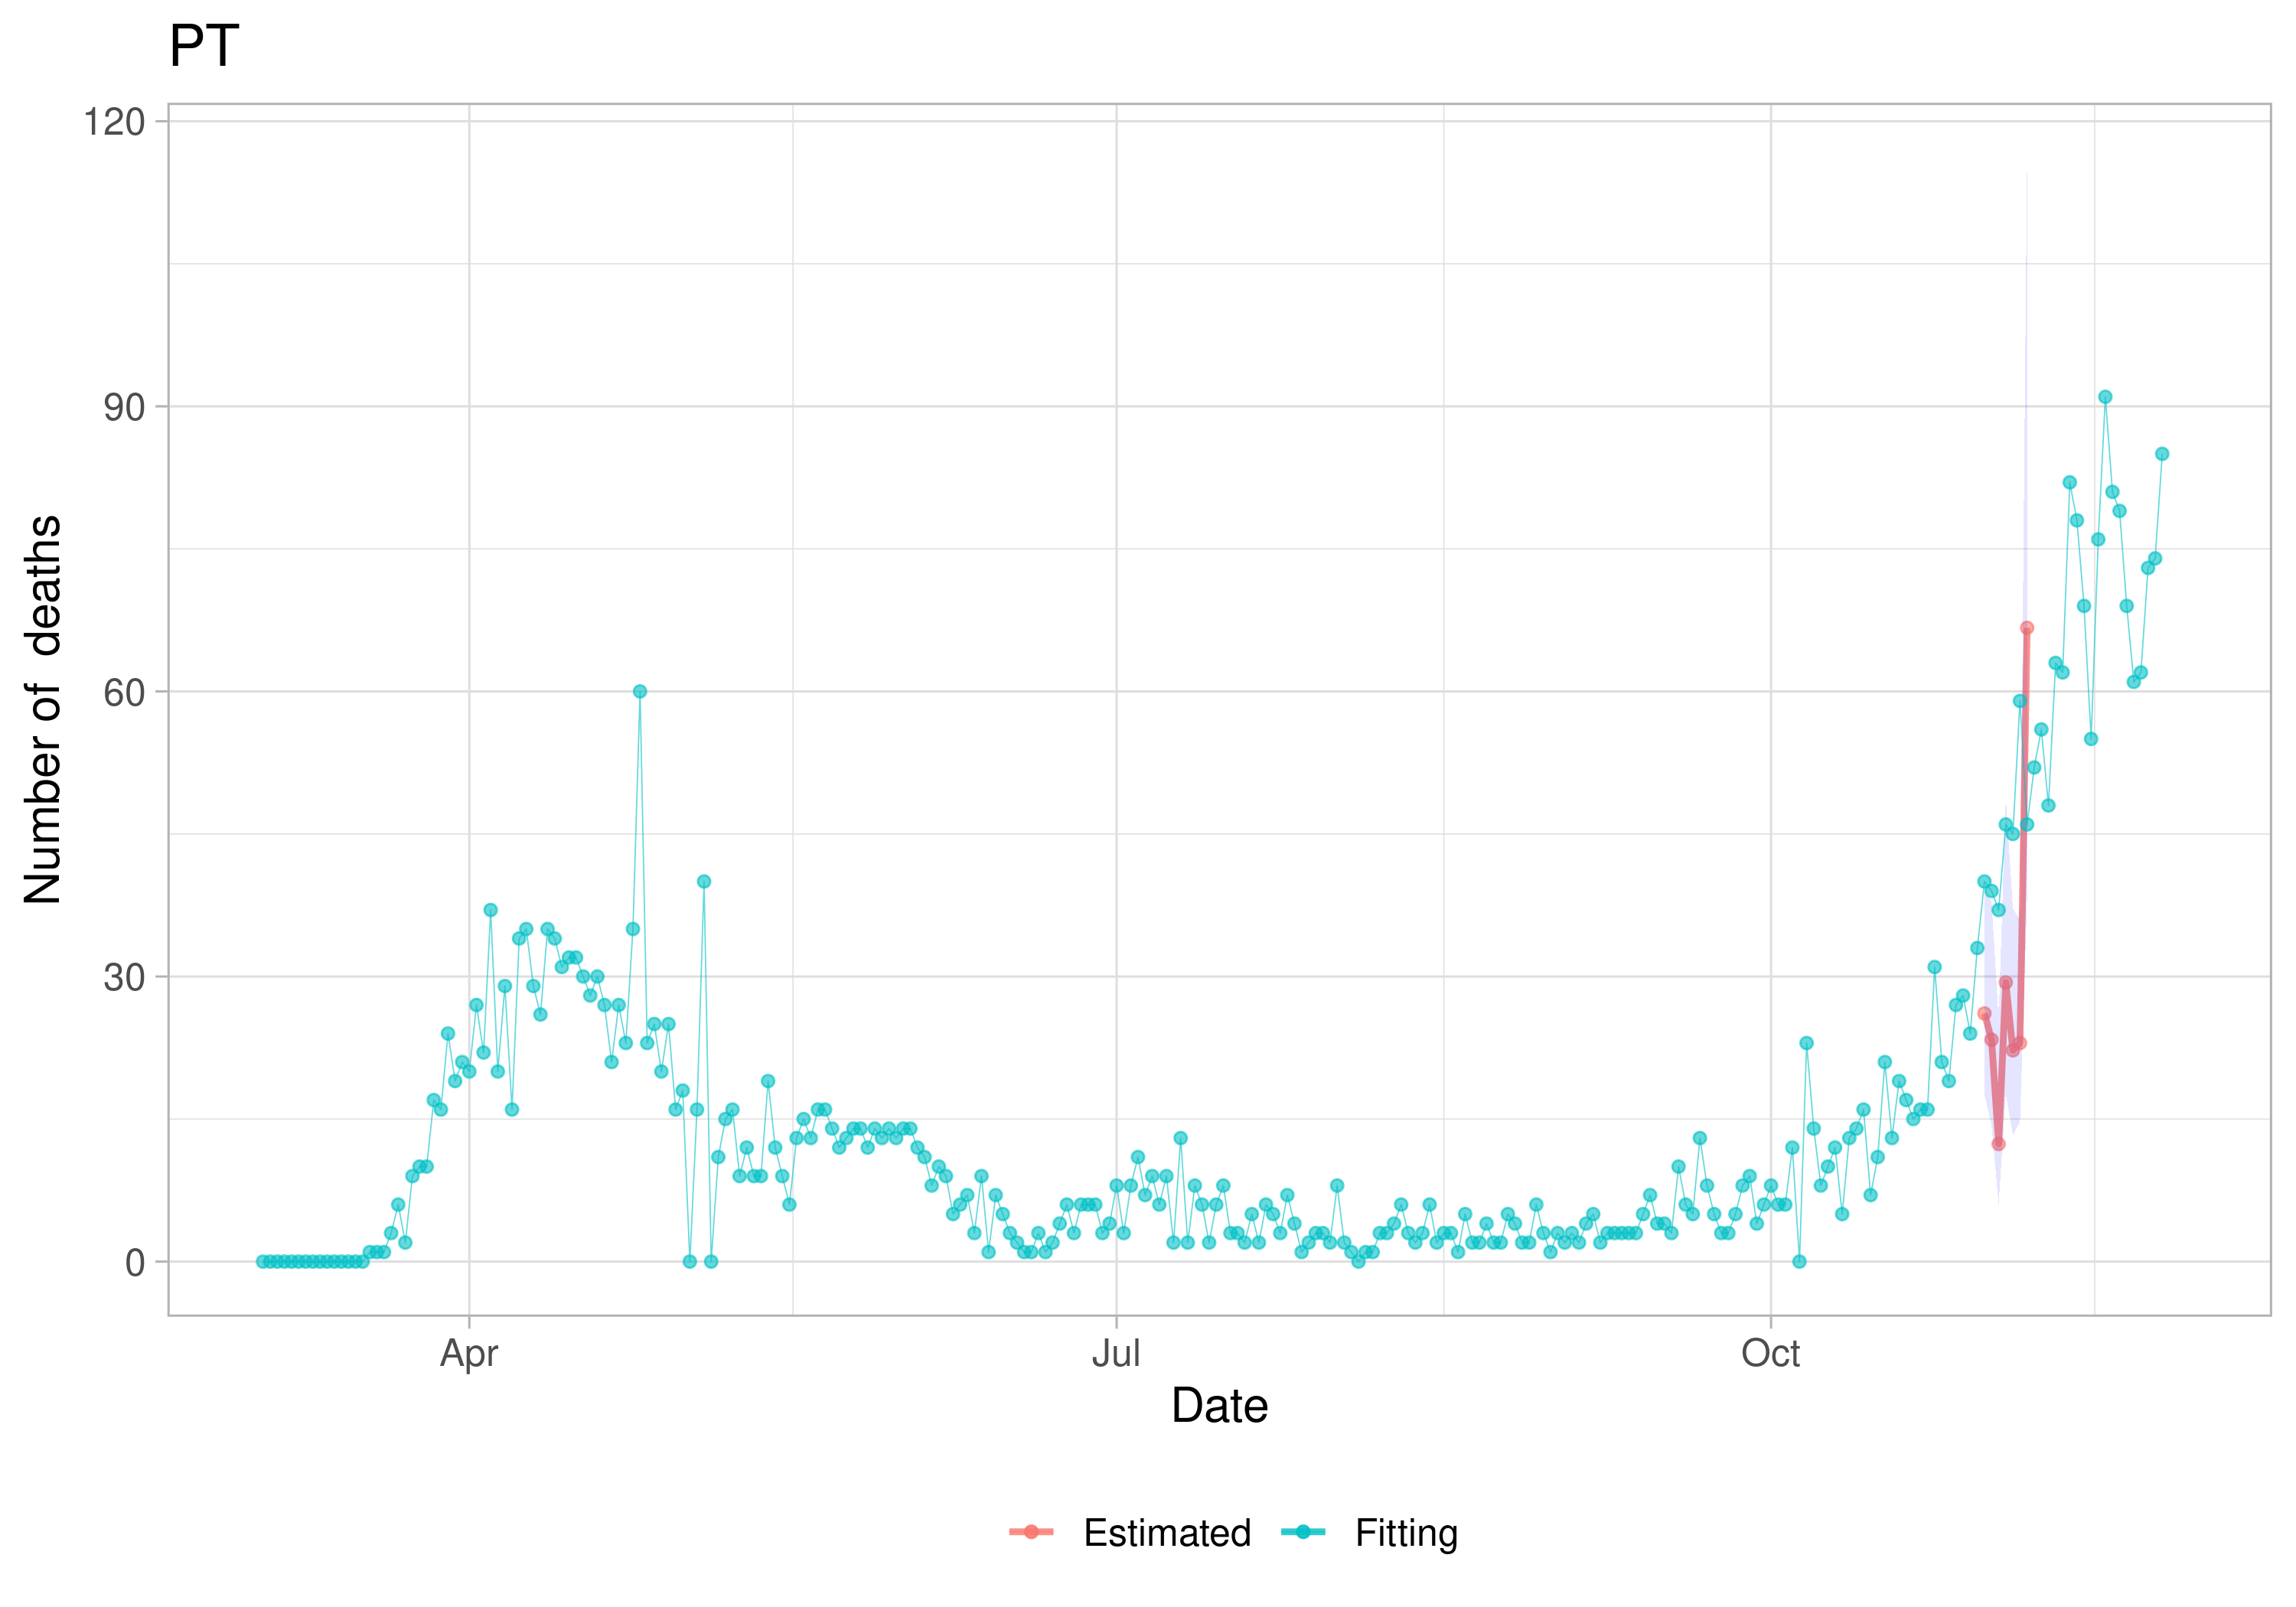 PT
120
90
60
30
0
Number of deaths
Apr Jul Oct
Date
Estimated Fitting